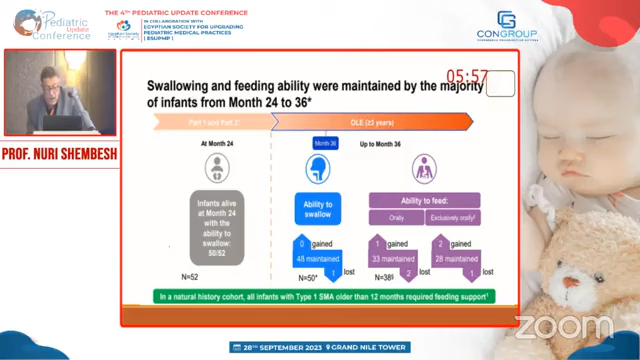 Pediatric
Update
Conference
THE 4TH PEDIATRIC UPDATE CONFERENCE
IN COLLABORATION WITH
EGYPTIAN SOCIETY FOR UPGRADING
PEDIATRIC MEDICAL PRACTICES
(ESUPMP)
CONGROUP
PROF. NURI SHEMBESH
05:57
Swallowing and feeding ability were maintained by the majority
of infants from Month 24 to 36*
Part 1 and Part 2
OLE (≥3 years)
At Month 24
Month 36
Up to Month 36
Infants alive
at Month 24
with the
ability to
swallow:
50/52
N=52
Ability to
swallow
0 gained
48 maintained
1 lost
N=50*
Ability to feed:
Orally
Exclusively orally
1 gained
33 maintained
2 lost
N=38
2 gained
28 maintained
1 lost
In a natural history cohort, all infants with Type 1 SMA older than 12 months required feeding support¹
zoom
28TH SEPTEMBER 2023
GRAND NILE TOWER